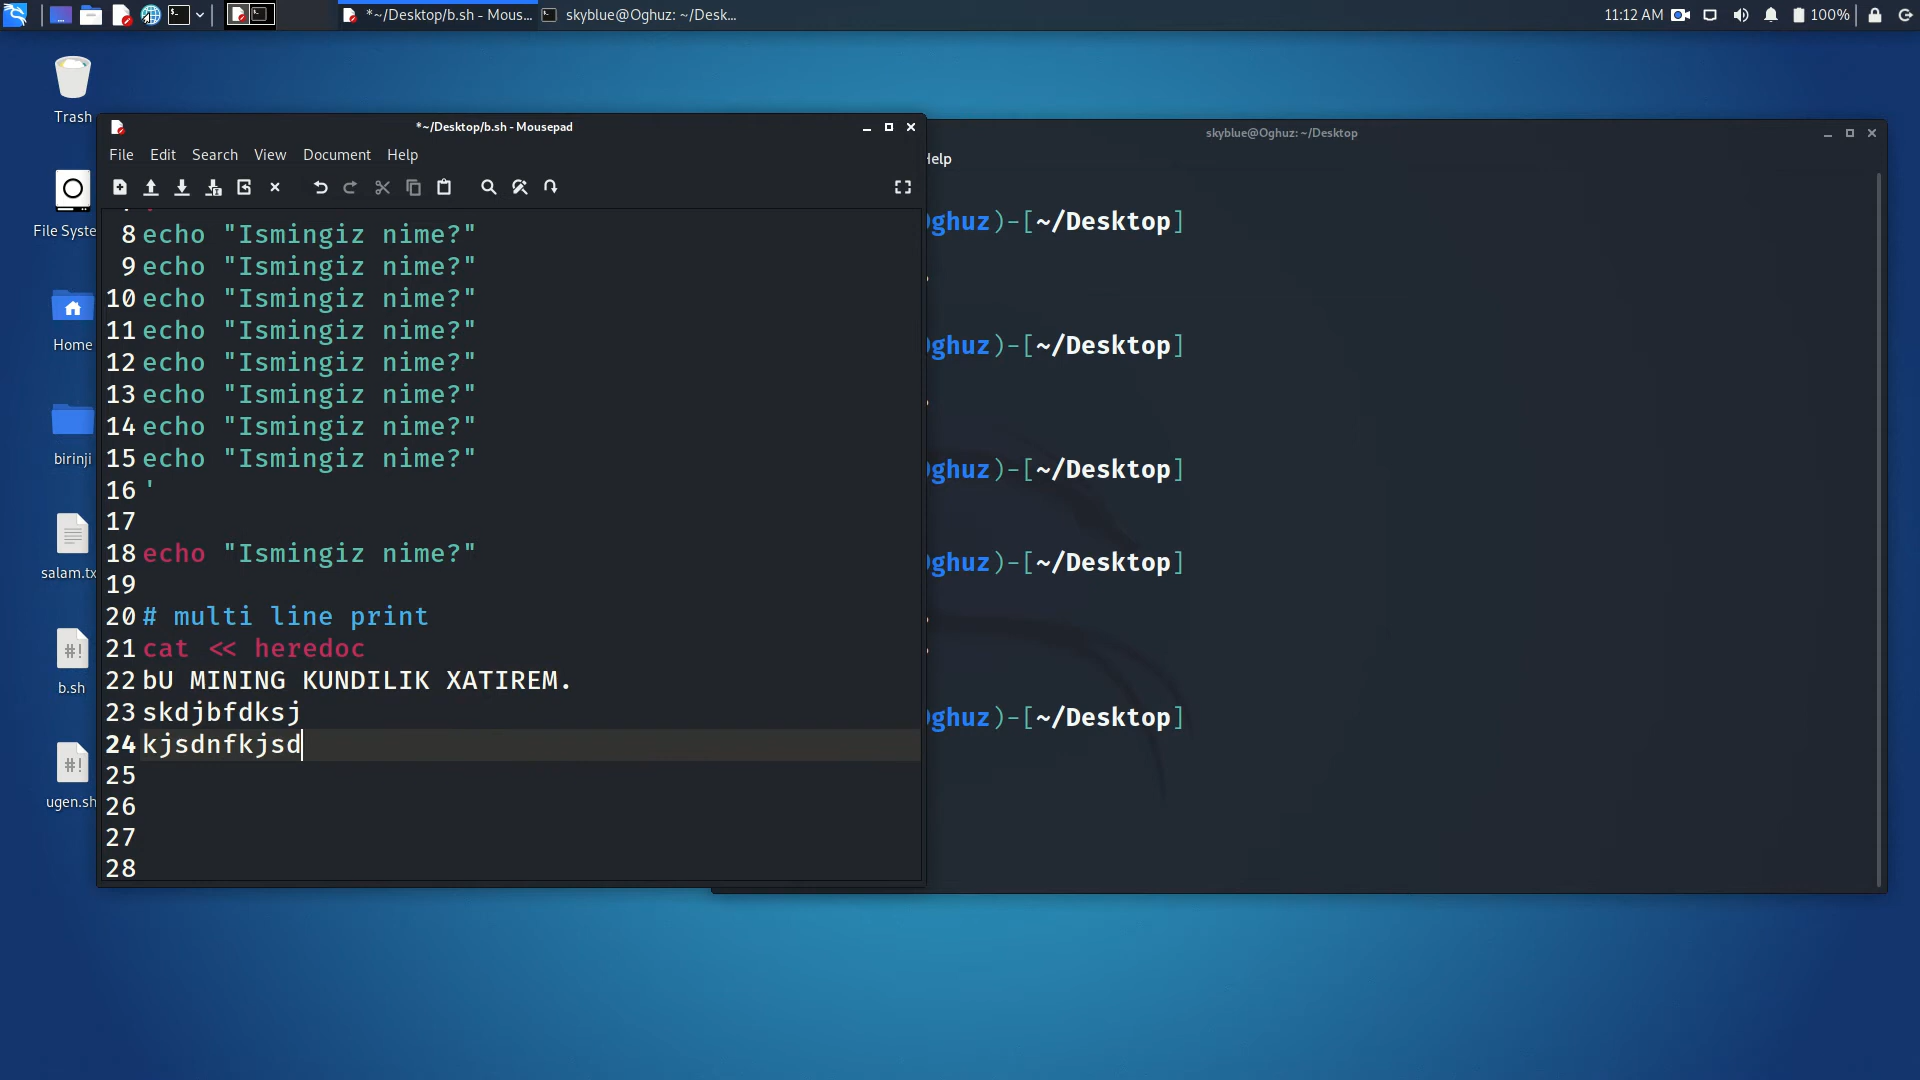 *~/Desktop/b.sh - Mous...
skyblue@Oghuz: ~/Desk...
11:12 AM
100%
Trash
File Syste
Home
birinji
salam.tx
b.sh
ugen.sh
*~/Desktop/b.sh - Mousepad
File Edit Search View Document Help
8 echo "Ismingiz nime?"
9 echo "Ismingiz nime?"
10 echo "Ismingiz nime?"
11 echo "Ismingiz nime?"
12 echo "Ismingiz nime?"
13 echo "Ismingiz nime?"
14 echo "Ismingiz nime?"
15 echo "Ismingiz nime?"
16 '
17
18 echo "Ismingiz nime?"
19
20 # multi line print
21 cat << heredoc
22 bU MINING KUNDILIK XATIREM.
23 skdjbfdksj
24 kjsdnfkjsd
25
26
27
28
skyblue@Oghuz: ~/Desktop
Help
ghuz)-[~/Desktop]
ghuz)-[~/Desktop]
ghuz)-[~/Desktop]
ghuz)-[~/Desktop]
ghuz)-[~/Desktop]